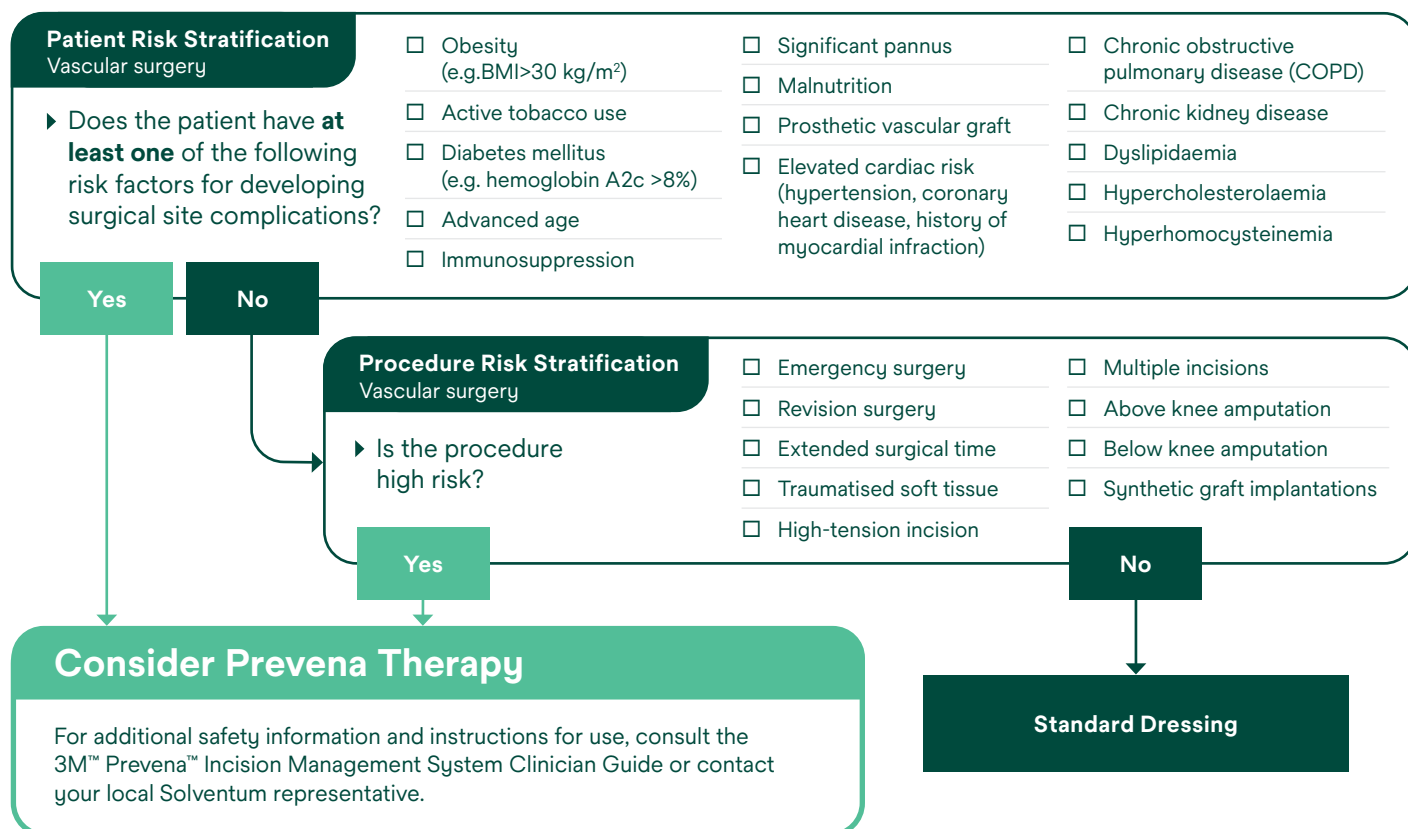 Patient Risk Stratification
Vascular surgery
Does the patient have at
least one of the following
risk factors for developing
surgical site complications?
☐ Obesity
(e.g.BMI>30 kg/m²)
☐ Active tobacco use
☐ Diabetes mellitus
(e.g. hemoglobin A2c >8%)
☐ Advanced age
☐ Immunosuppression
☐ Significant pannus
☐ Malnutrition
☐ Prosthetic vascular graft
☐ Elevated cardiac risk
(hypertension, coronary
heart disease, history of
myocardial infraction)
☐ Chronic obstructive
pulmonary disease (COPD)
☐ Chronic kidney disease
☐ Dyslipidaemia
☐ Hypercholesterolaemia
☐ Hyperhomocysteinemia
Yes
No
Procedure Risk Stratification
Vascular surgery
Is the procedure
high risk?
☐ Emergency surgery
☐ Revision surgery
☐ Extended surgical time
☐ Traumatised soft tissue
☐ High-tension incision
☐ Multiple incisions
☐ Above knee amputation
☐ Below knee amputation
☐ Synthetic graft implantations
Yes
No
Consider Prevena Therapy
For additional safety information and instructions for use, consult the
3M™ Prevena™ Incision Management System Clinician Guide or contact
your local Solventum representative.
Standard Dressing